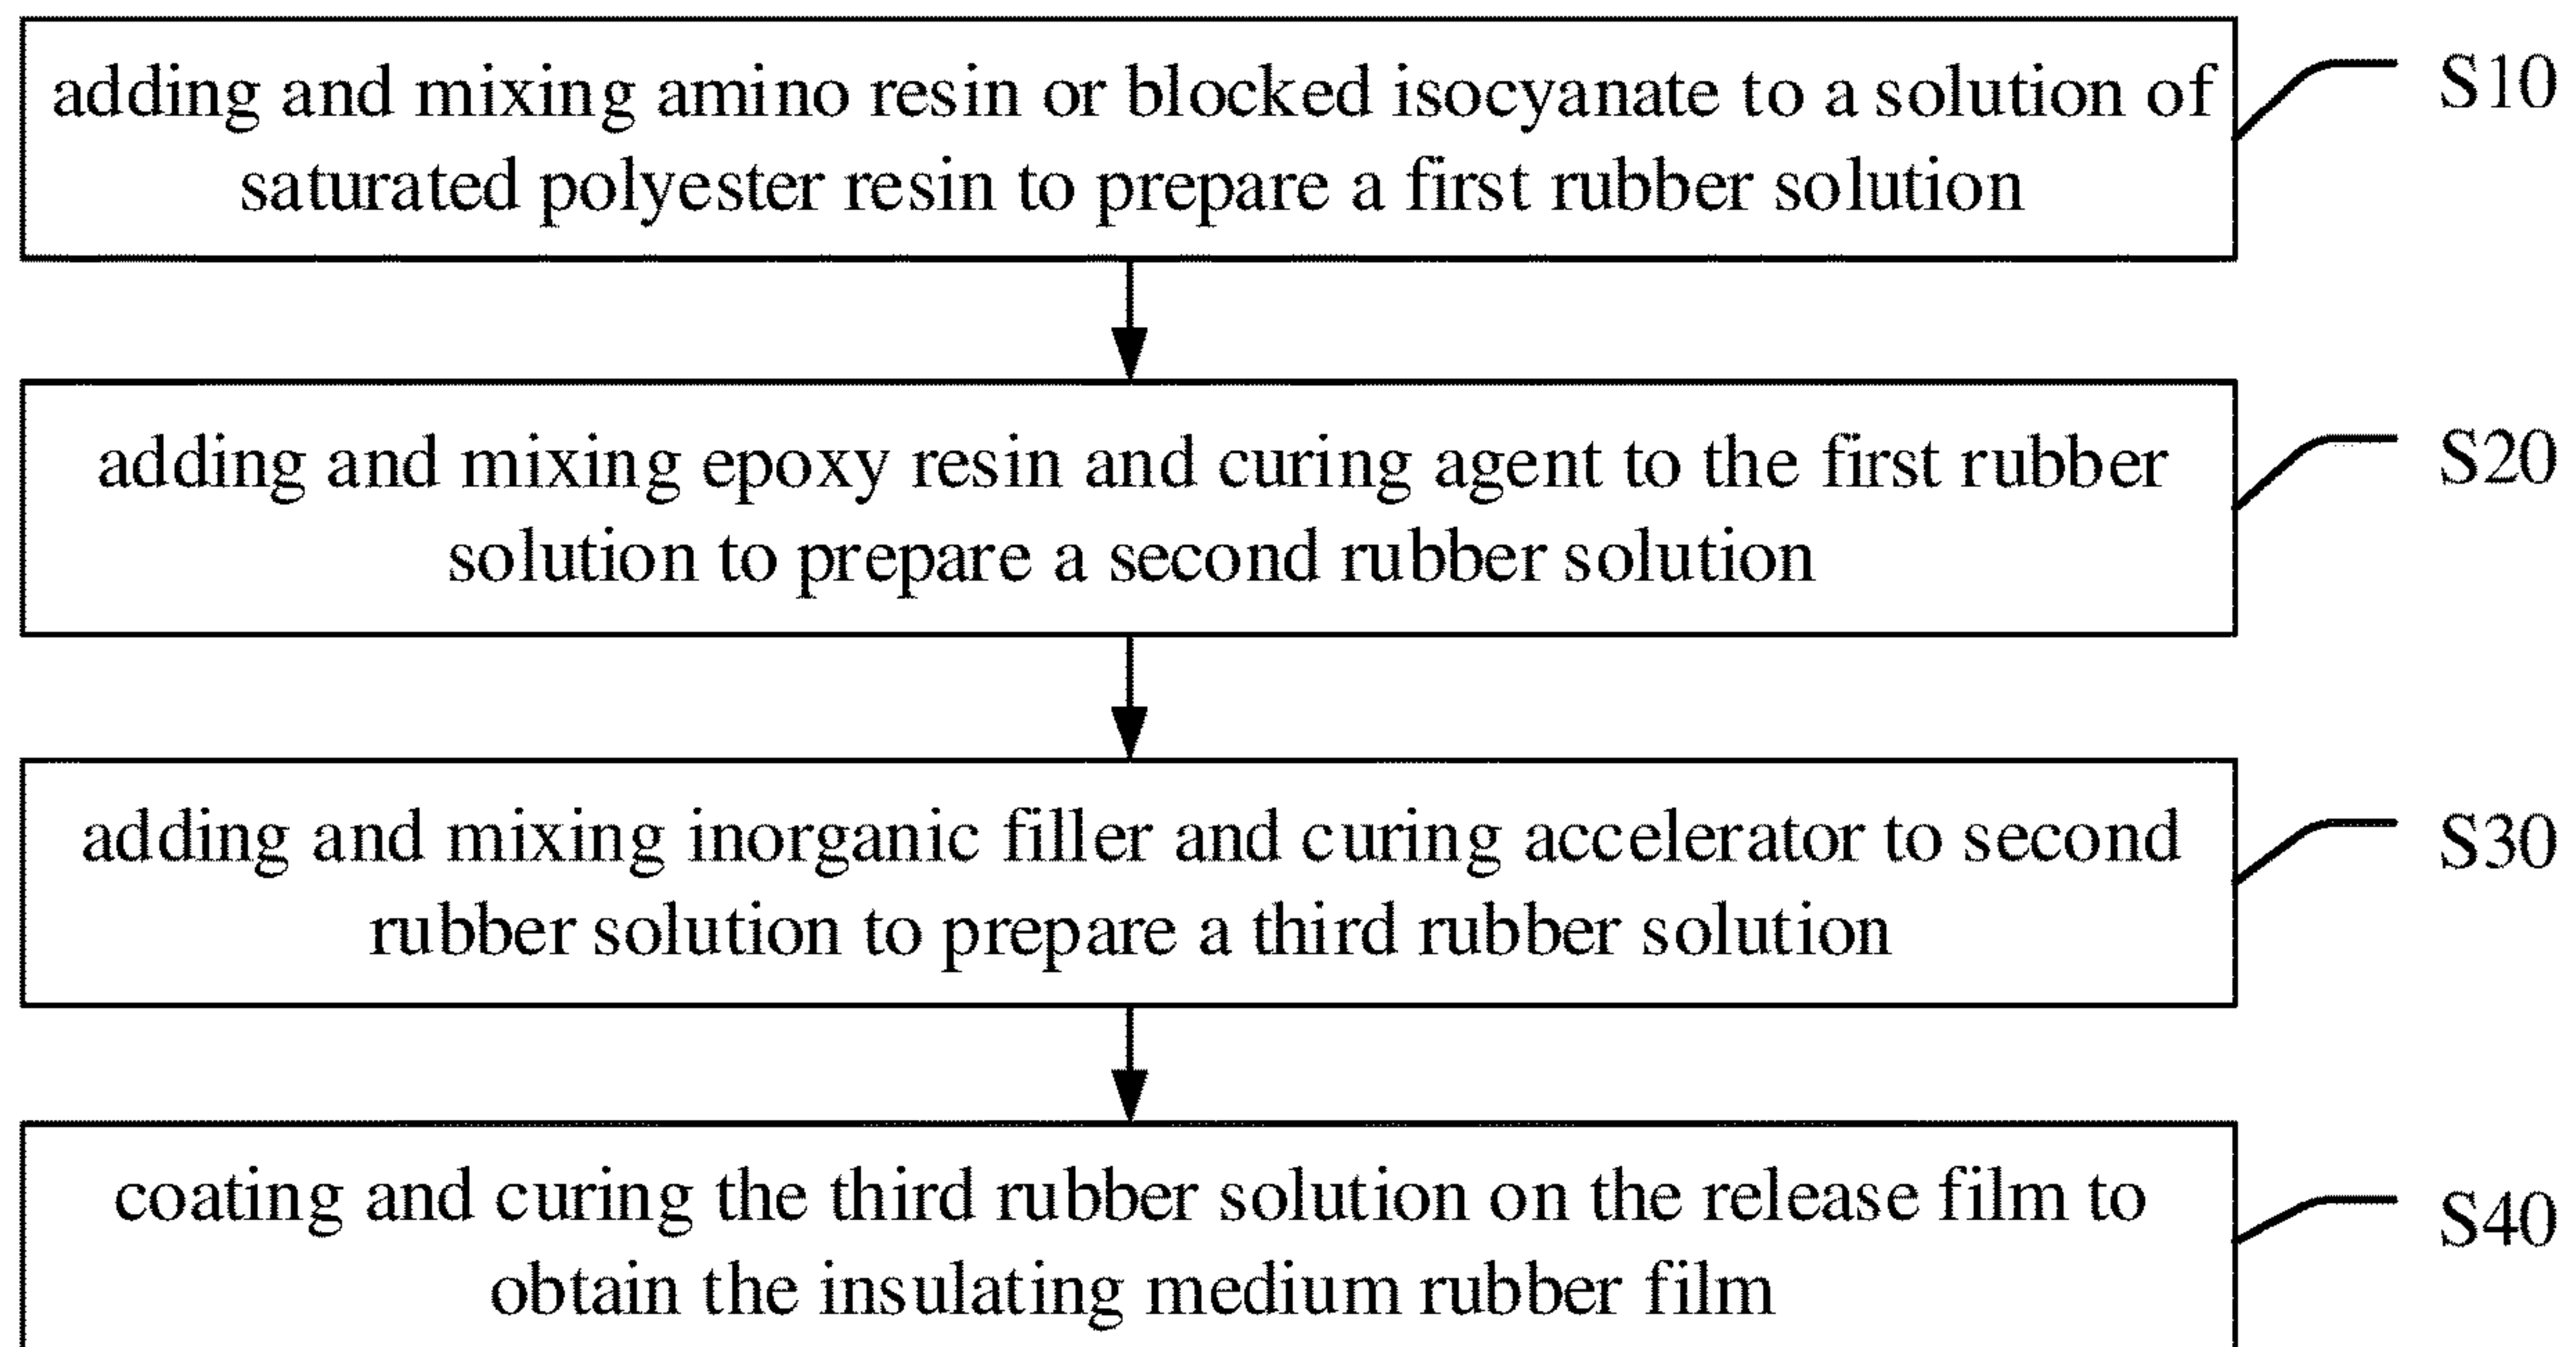 adding and mixing amino resin or blocked isocyanate to a solution of
saturated polyester resin to prepare a first rubber solution
S10
adding and mixing epoxy resin and curing agent to the first rubber
solution to prepare a second rubber solution
S20
adding and mixing inorganic filler and curing accelerator to second
rubber solution to prepare a third rubber solution
S30
coating and curing the third rubber solution on the release film to
obtain the insulating medium rubber film
S40